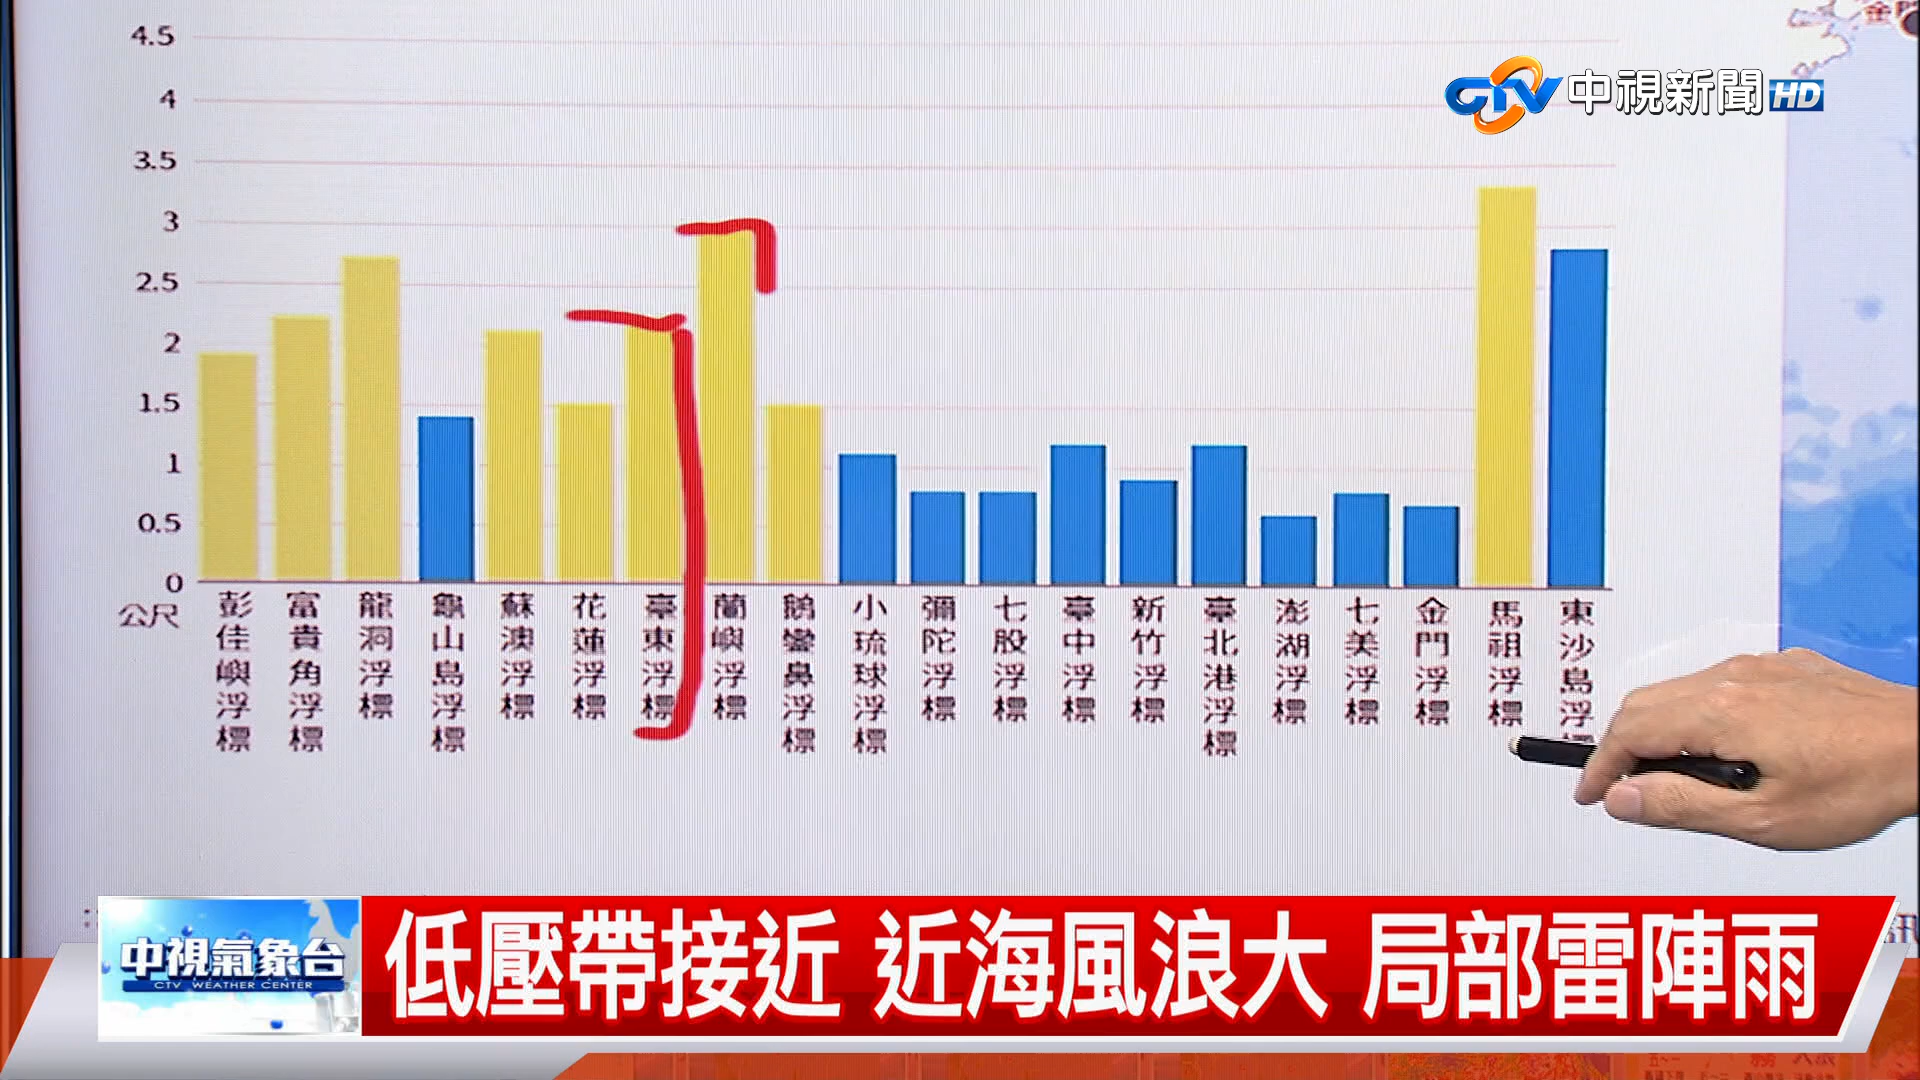 金門
CTV 中視新聞 HD
4.5
4
3.5
3
2.5
2
1.5
1
0.5
0
公尺
彭佳嶼浮標
富貴角浮標
龍洞浮標
龜山島浮標
蘇澳浮標
花蓮浮標
臺東浮標
蘭嶼浮標
鵝鑾鼻浮標
小琉球浮標
彌陀浮標
七股浮標
臺中浮標
新竹浮標
臺北港浮標
澎湖浮標
七美浮標
金門浮標
馬祖浮標
東沙島浮標
中視氣象台
CTV WEATHER CENTER
低壓帶接近 近海風浪大 局部雷陣雨
訊